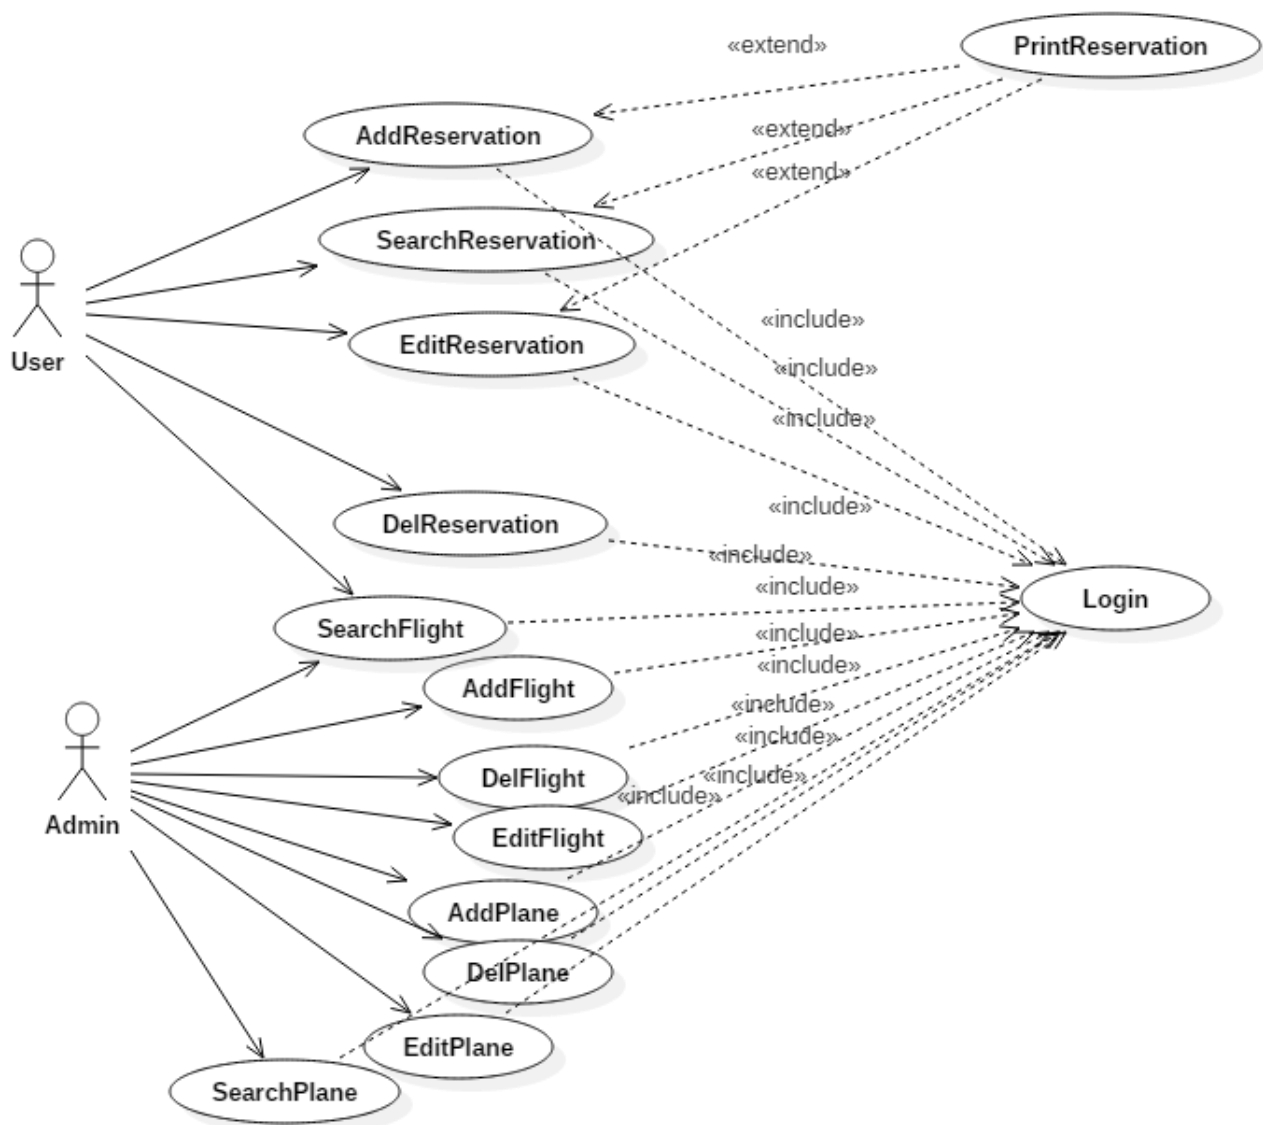 «extend»
PrintReservation
AddReservation
«extend»
«extend»
SearchReservation
User
EditReservation
«include»
«include»
«include»
DelReservation
«include»
«include»
«include»
Login
SearchFlight
«include»
AddFlight
«include»
«include»
DelFlight
«include»
«include»
«include»
Admin
EditFlight
AddPlane
DelPlane
EditPlane
SearchPlane